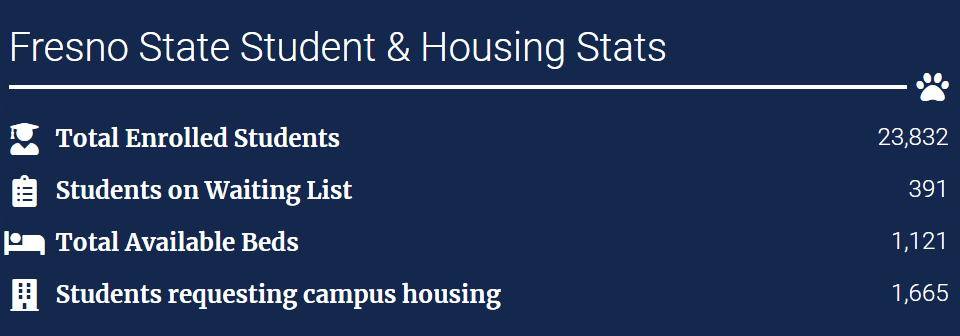 Fresno State Student & Housing Stats
Total Enrolled Students 23,832
Students on Waiting List 391
Total Available Beds 1,121
Students requesting campus housing 1,665